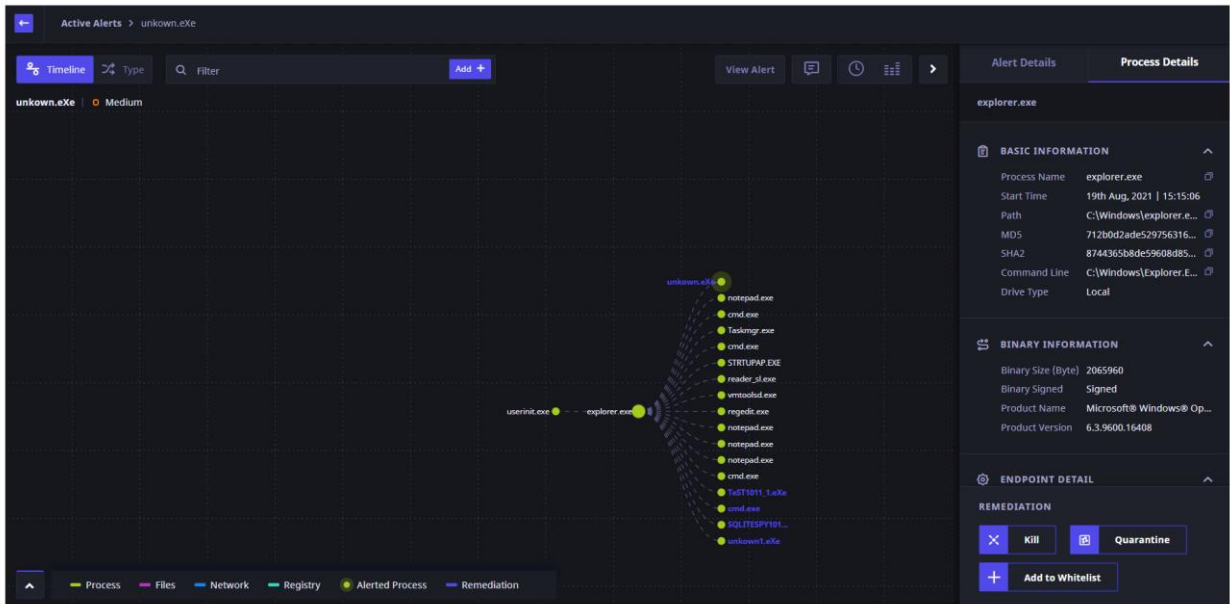 Active Alerts > unkown.eXe
Timeline
Type
Filter
Add +
View Alert
unkown.eXe | Medium
unkown.eXe
notepad.exe
cmd.exe
Taskmgr.exe
cmd.exe
STRTUPAP.EXE
reader_sl.exe
vmtoolsd.exe
userinit.exe explorer.exe regedit.exe
notepad.exe
notepad.exe
notepad.exe
cmd.exe
TeST1011_1.eXe
cmd.exe
SQLITESPY101...
unkown1.eXe
Process Files Network Registry Alerted Process Remediation
Alert Details Process Details
explorer.exe
BASIC INFORMATION
Process Name explorer.exe
Start Time 19th Aug, 2021 | 15:15:06
Path C:\Windows\explorer.e...
MD5 712b0d2ade529756316...
SHA2 8744365b8de59608d85...
Command Line C:\Windows\Explorer.E...
Drive Type Local
BINARY INFORMATION
Binary Size (Byte) 2065960
Binary Signed Signed
Product Name Microsoft® Windows® Op...
Product Version 6.3.9600.16408
ENDPOINT DETAIL
REMEDIATION
Kill Quarantine
Add to Whitelist